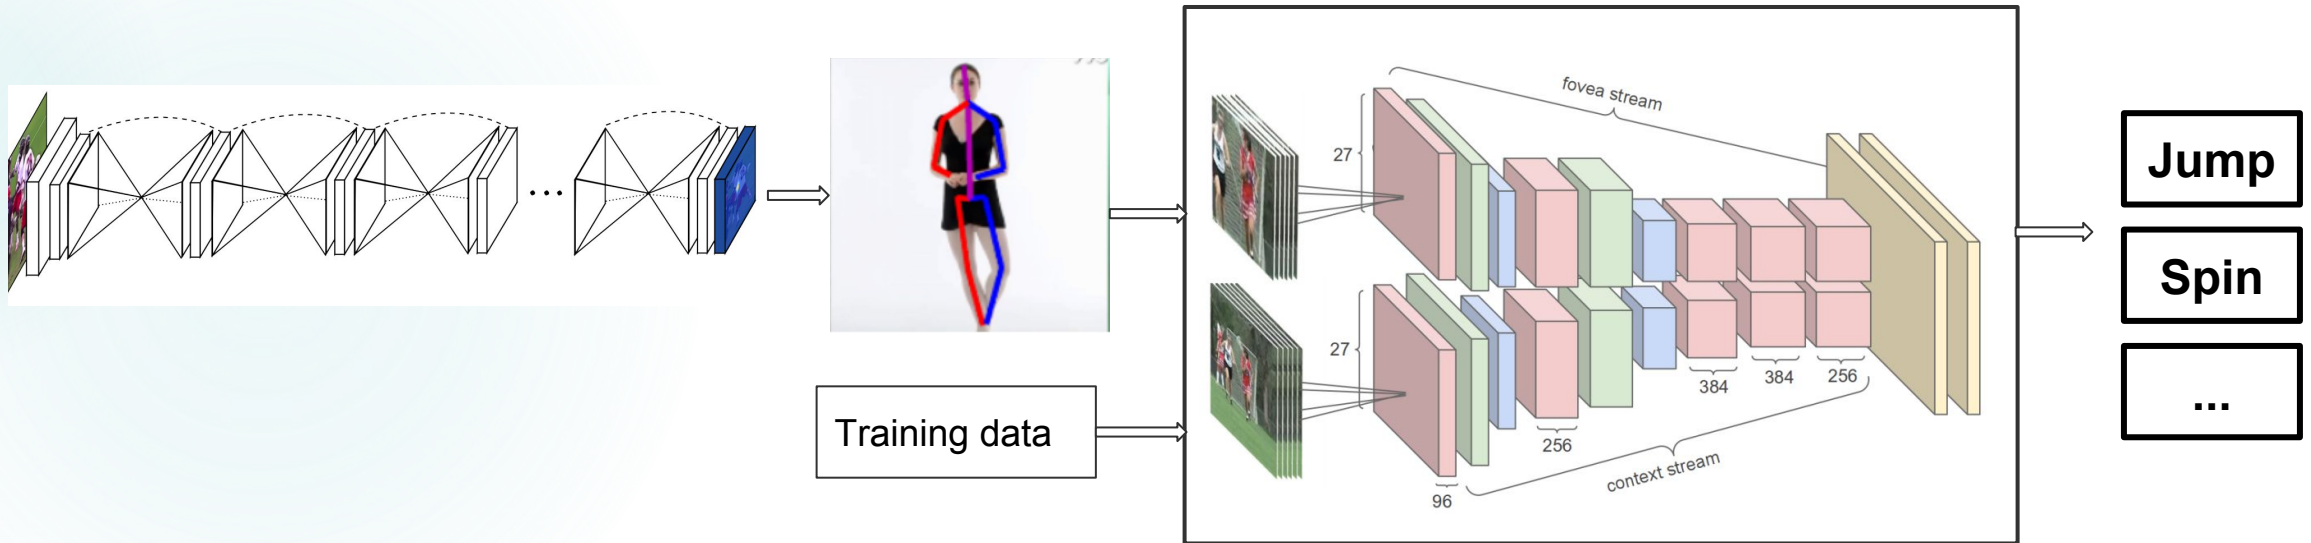 fovea stream
27
27
384
384
256
256
96
context stream
Training data
Jump
Spin
...